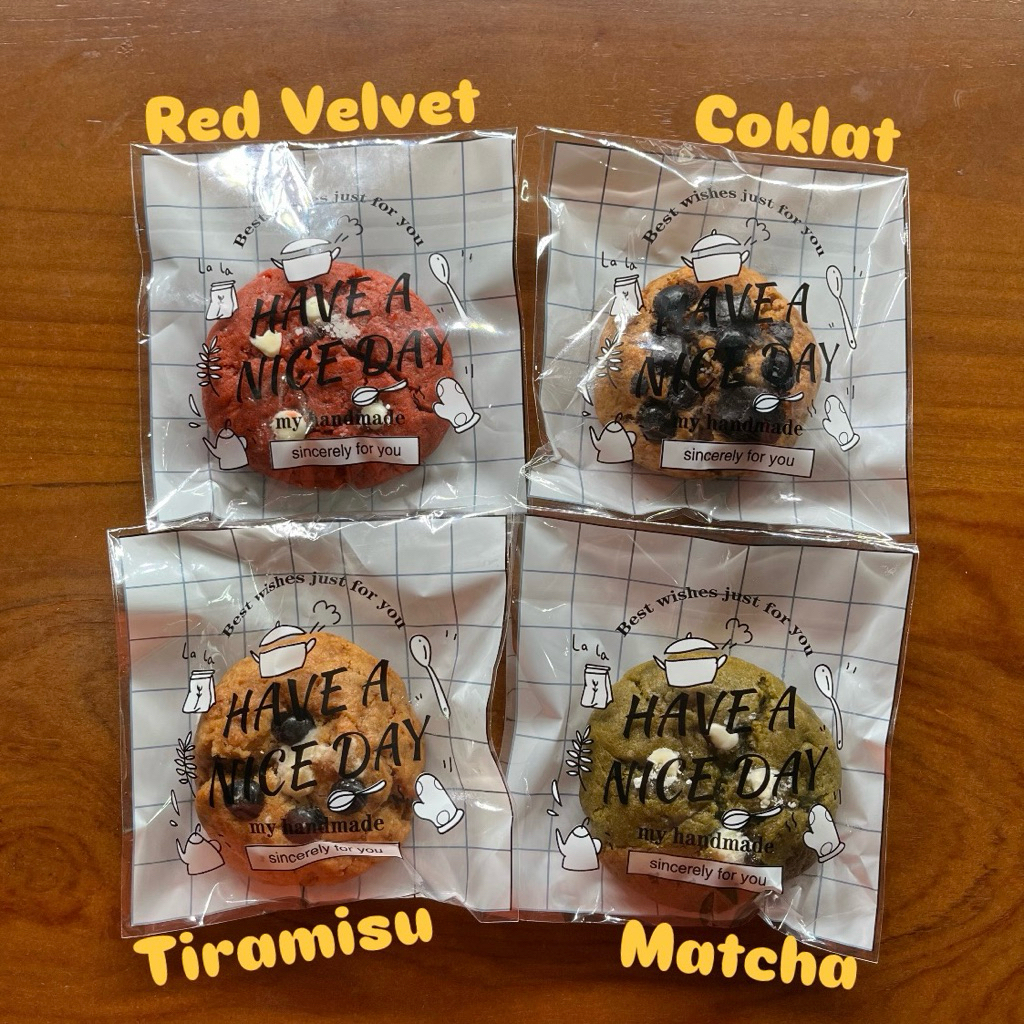 Red Velvet
Coklat
Best wishes just for you
La La
HAVE A
NICE DAY
my handmade
sincerely for you
Best wishes just for you
La La
HAVE A
NICE DAY
my handmade
sincerely for you
Best wishes just for you
La La
HAVE A
NICE DAY
my handmade
sincerely for you
Best wishes just for you
La La
HAVE A
NICE DAY
my handmade
sincerely for you
Tiramisu
Matcha